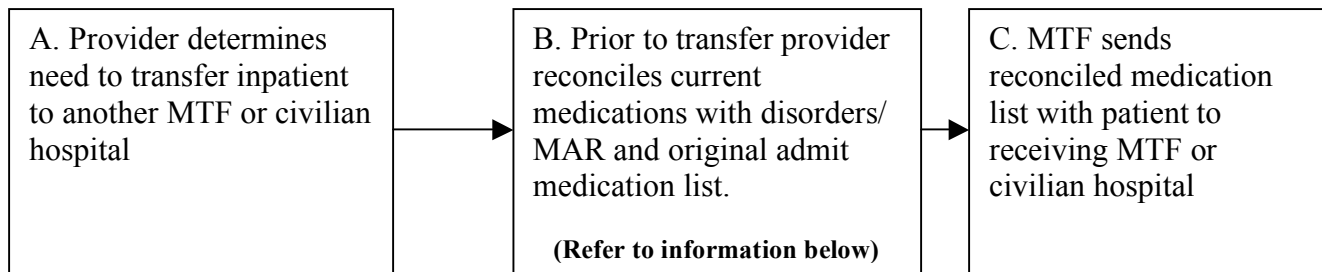 A. Provider determines
need to transfer inpatient
to another MTF or civilian
hospital
B. Prior to transfer provider
reconciles current
medications with disorders/
MAR and original admit
medication list.
(Refer to information below)
C. MTF sends
reconciled medication
list with patient to
receiving MTF or
civilian hospital